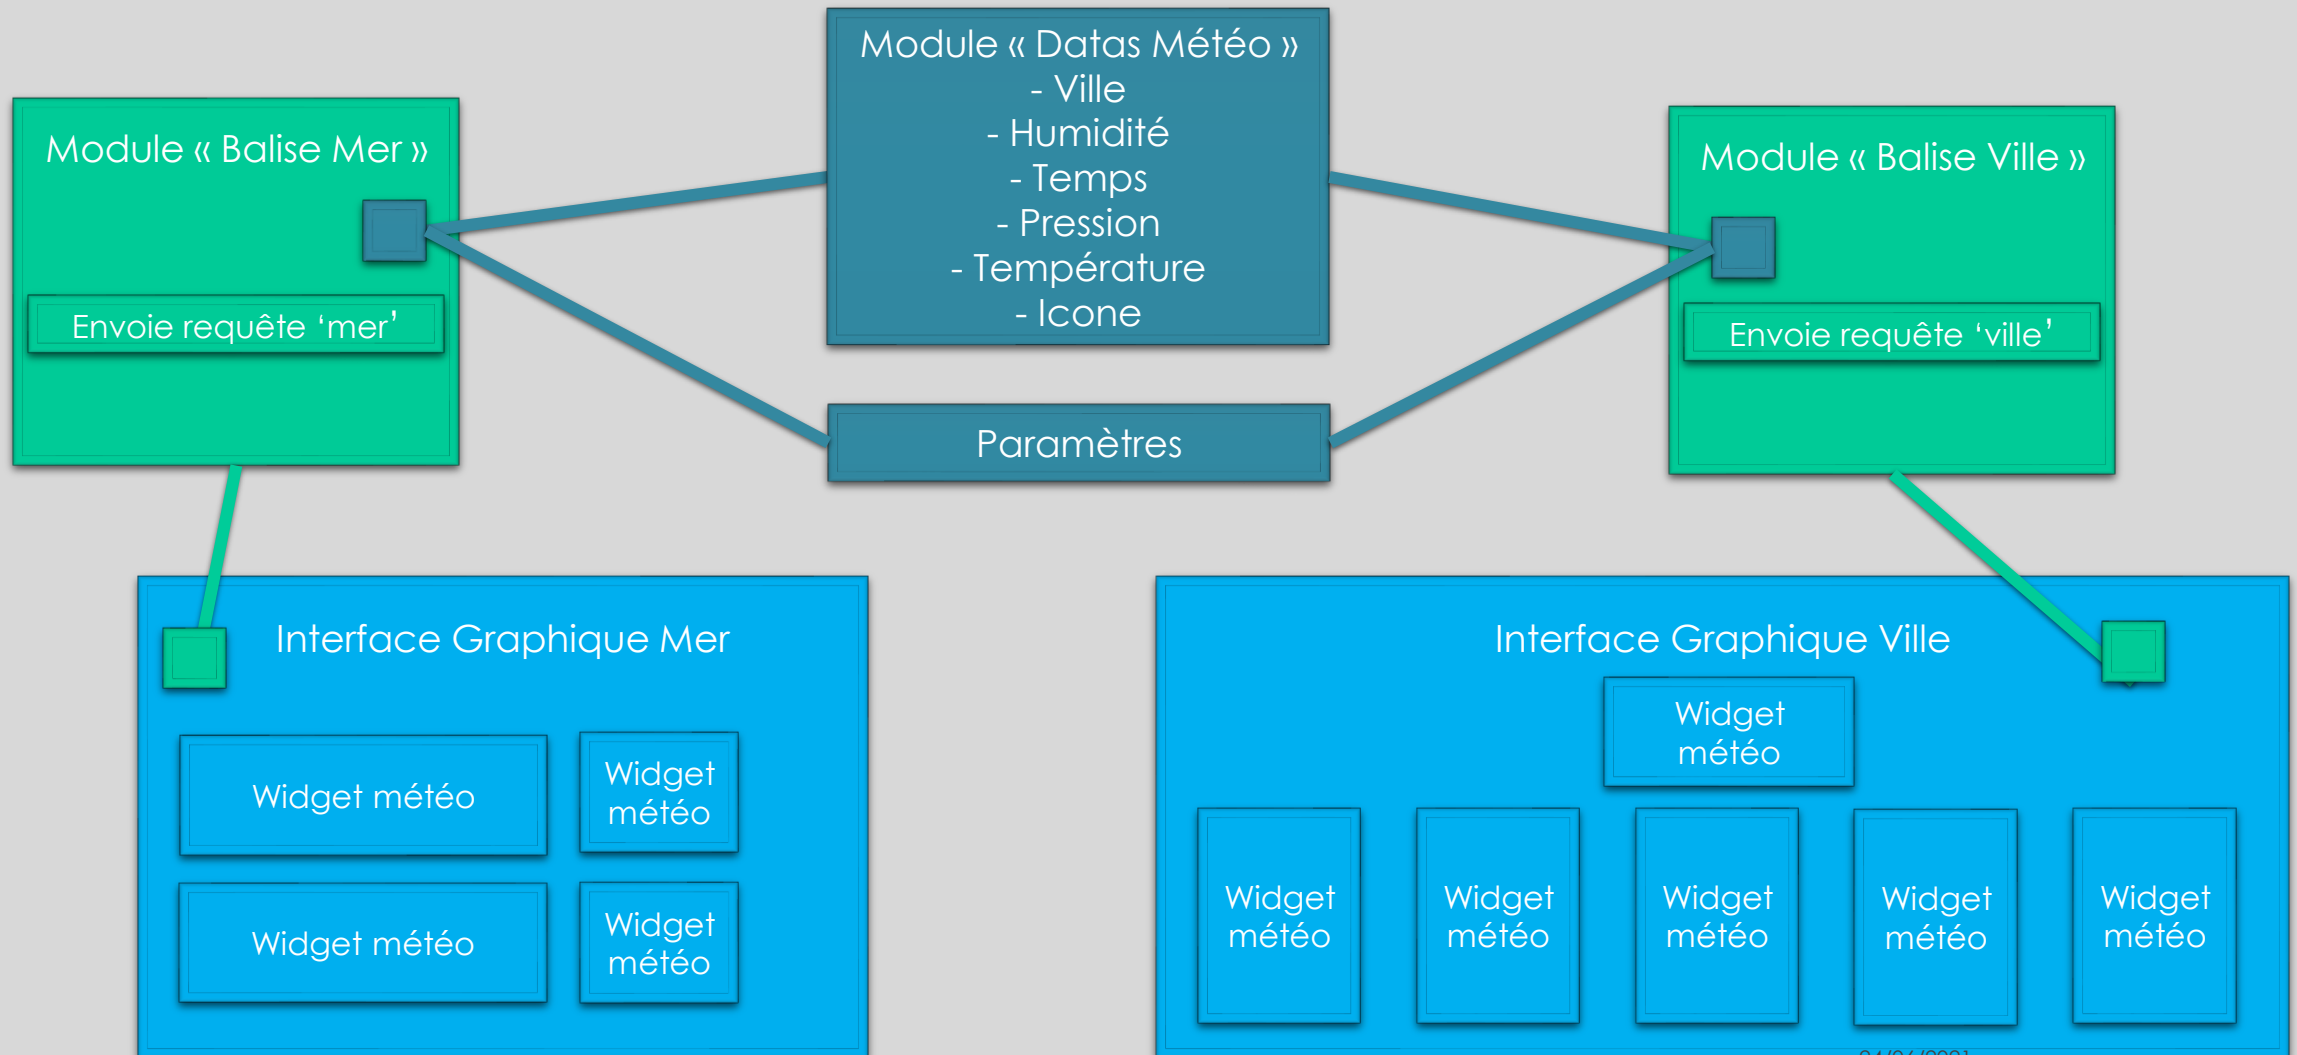 Module « Datas Météo »
- Ville
- Humidité
- Temps
- Pression
- Température
- Icone
Module « Balise Mer »
Envoie requête ‘mer’
Module « Balise Ville »
Envoie requête ‘ville’
Paramètres
Interface Graphique Mer
Widget météo
Widget
météo
Widget météo
Widget
météo
Interface Graphique Ville
Widget
météo
Widget
météo
Widget
météo
Widget
météo
Widget
météo
Widget
météo